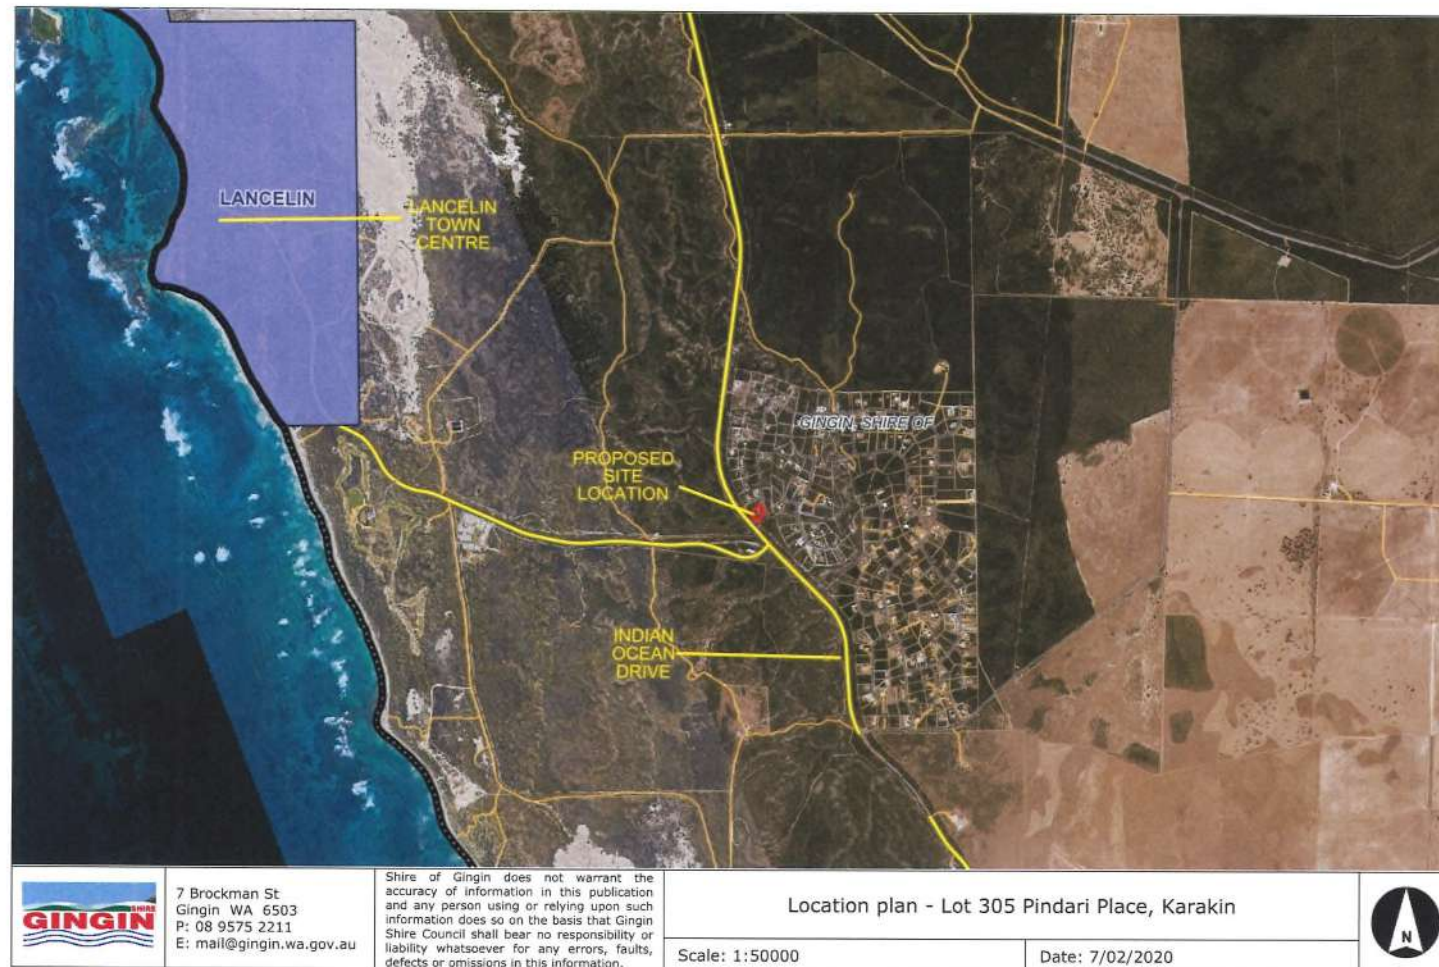 LANCELIN
LANCELIN
TOWN
CENTRE
GINGIN, SHIRE OF
PROPOSED
SITE
LOCATION
INDIAN
OCEAN
DRIVE
SHIRE
GINGIN
7 Brockman St
Gingin WA 6503
P: 08 9575 2211
E: mail@gingin.wa.gov.au
Shire of Gingin does not warrant the
accuracy of information in this publication
and any person using or relying upon such
information does so on the basis that Gingin
Shire Council shall bear no responsibility or
liability whatsoever for any errors, faults,
defects or omissions in this information.
Location plan - Lot 305 Pindari Place, Karakin
Scale: 1:50000
Date: 7/02/2020
N